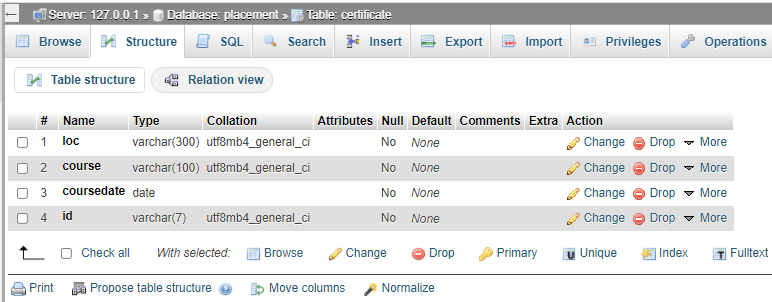 Server: 127.0.0.1 » Database: placement » Table: certificate
Browse Structure SQL Search Insert Export Import Privileges Operations
Table structure Relation view
# Name Type Collation Attributes Null Default Comments Extra Action
1 loc varchar(300) utf8mb4_general_ci No None Change Drop More
2 course varchar(100) utf8mb4_general_ci No None Change Drop More
3 coursedate date No None Change Drop More
4 id varchar(7) utf8mb4_general_ci No None Change Drop More
Check all With selected: Browse Change Drop Primary Unique Index Fulltext
Print Propose table structure Move columns Normalize